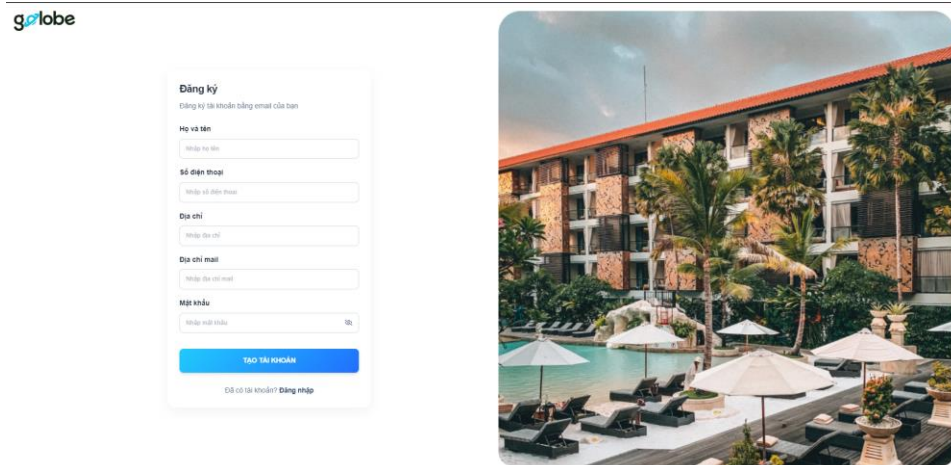 golobe
Đăng ký
Đăng ký tài khoản bằng email của bạn
Họ và tên
Nhập họ tên
Số điện thoại
Nhập số điện thoại
Địa chỉ
Nhập địa chỉ
Địa chỉ mail
Nhập địa chỉ mail
Mật khẩu
Nhập mật khẩu
TẠO TÀI KHOẢN
Đã có tài khoản? Đăng nhập